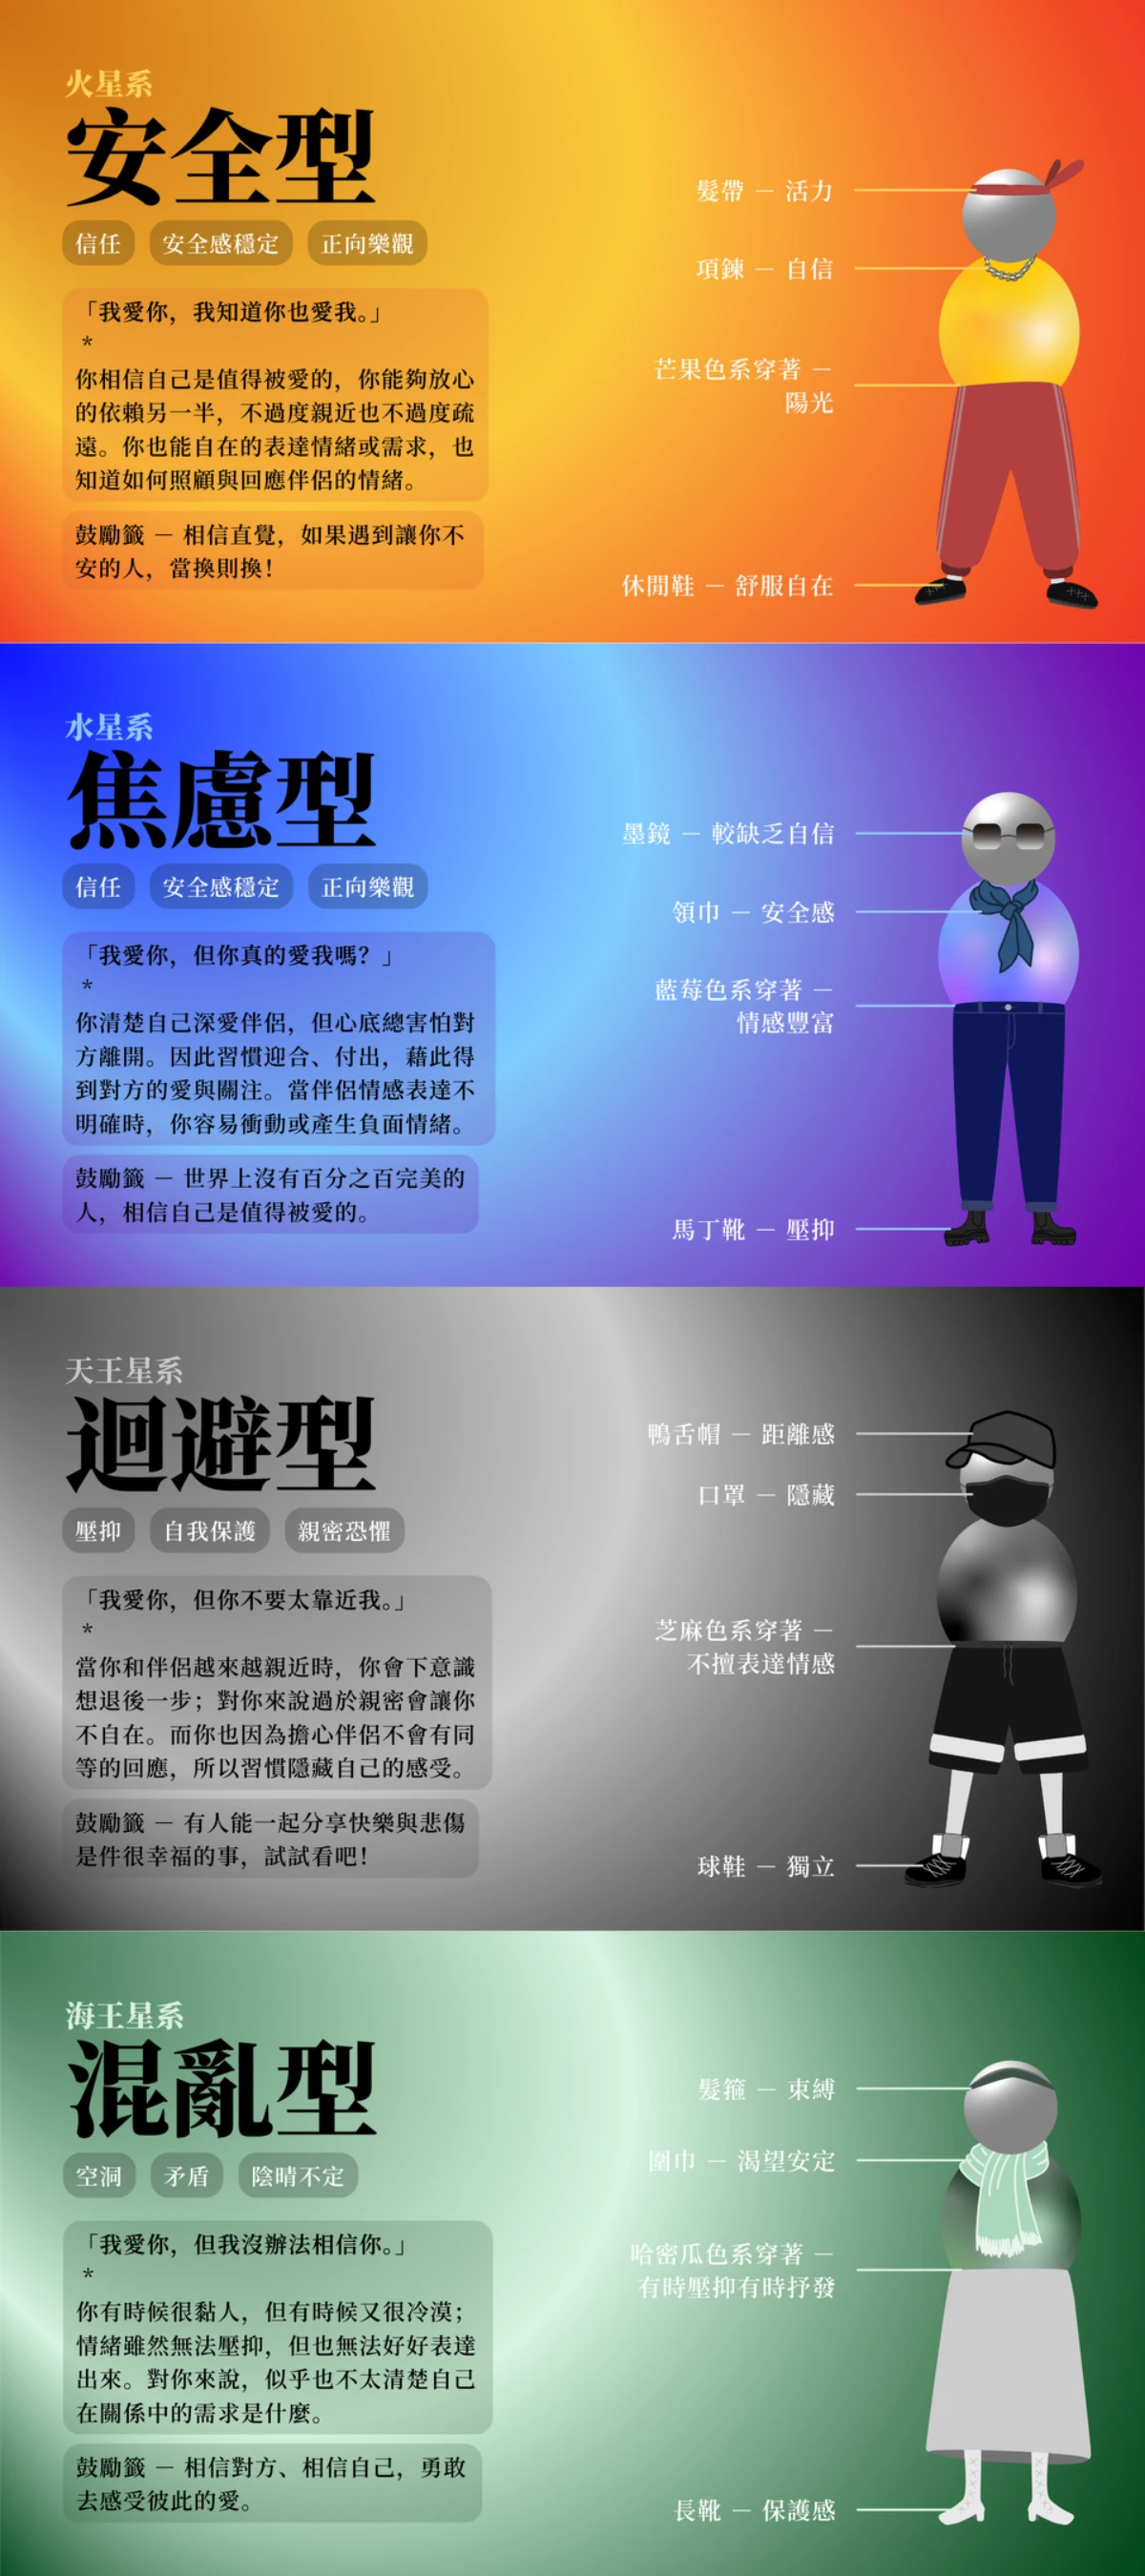 火星系
安全型
信任 安全感穩定 正向樂觀
「我愛你，我知道你也愛我。」
*
你相信自己是值得被愛的，你能夠放心
的依賴另一半，不過度親近也不過度疏
遠。你也能自在的表達情緒或需求，也
知道如何照顧與回應伴侶的情緒。
鼓勵籤 — 相信直覺，如果遇到讓你不
安的人，當換則換！
髮帶 — 活力
項鍊 — 自信
芒果色系穿著 —
陽光
休閒鞋 — 舒服自在
水星系
焦慮型
信任 安全感穩定 正向樂觀
「我愛你，但你真的愛我嗎？」
*
你清楚自己深愛伴侶，但心底總害怕對
方離開。因此習慣迎合、付出，藉此得
到對方的愛與關注。當伴侶情感表達不
明確時，你容易衝動或產生負面情緒。
鼓勵籤 — 世界上沒有百分之百完美的
人，相信自己是值得被愛的。
墨鏡 — 較缺乏自信
領巾 — 安全感
藍莓色系穿著 —
情感豐富
馬丁靴 — 壓抑
天王星系
迴避型
壓抑 自我保護 親密恐懼
「我愛你，但你不要太靠近我。」
*
當你和伴侶越來越親近時，你會下意識
想退後一步；對你來說過於親密會讓你
不自在。而你也因為擔心伴侶不會有同
等的回應，所以習慣隱藏自己的感受。
鼓勵籤 — 有人能一起分享快樂與悲傷
是件很幸福的事，試試看吧！
鴨舌帽 — 距離感
口罩 — 隱藏
芝麻色系穿著 —
不擅表達情感
球鞋 — 獨立
海王星系
混亂型
空洞 矛盾 陰晴不定
「我愛你，但我沒辦法相信你。」
*
你有時候很黏人，但有時候又很冷漠；
情緒雖然無法壓抑，但也無法好好表達
出來。對你來說，似乎也不太清楚自己
在關係中的需求是什麼。
鼓勵籤 — 相信對方、相信自己，勇敢
去感受彼此的愛。
髮箍 — 束縛
圍巾 — 渴望安定
哈密瓜色系穿著 —
有時壓抑有時抒發
長靴 — 保護感